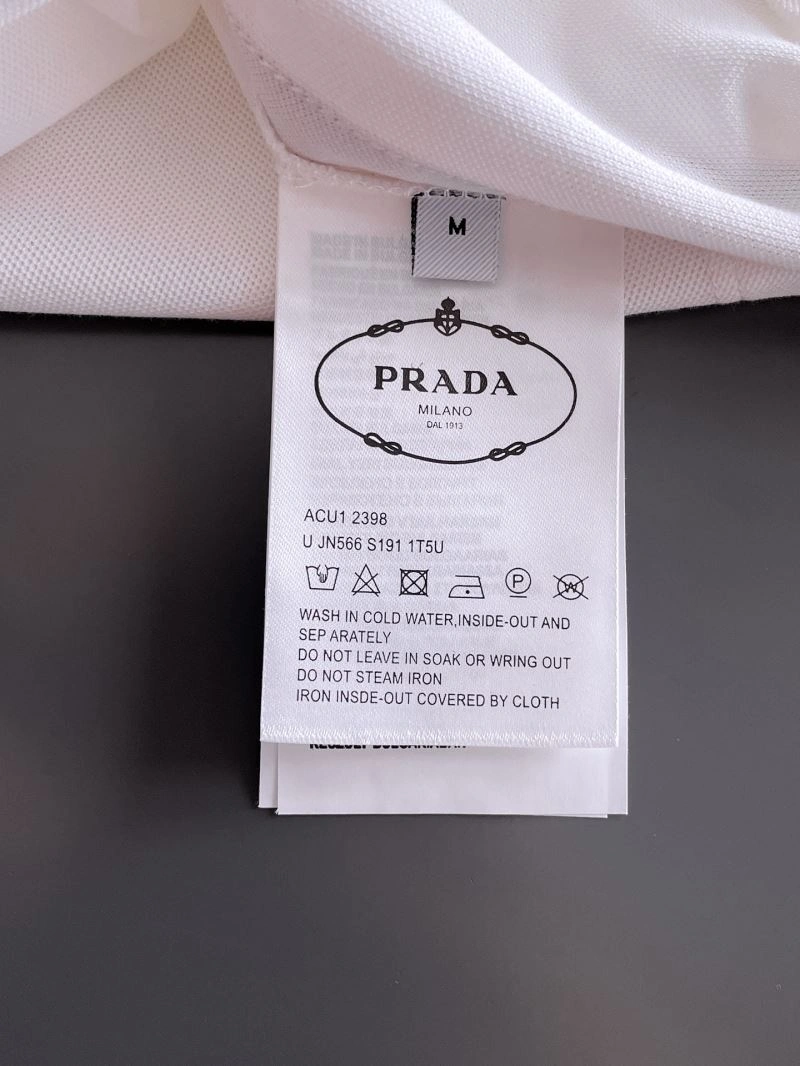 M
PRADA
MILANO
DAL 1913
ACU1 2398
U JN566 S191 1T5U
P
W
WASH IN COLD WATER,INSIDE-OUT AND
SEP ARATELY
DO NOT LEAVE IN SOAK OR WRING OUT
DO NOT STEAM IRON
IRON INSDE-OUT COVERED BY CLOTH